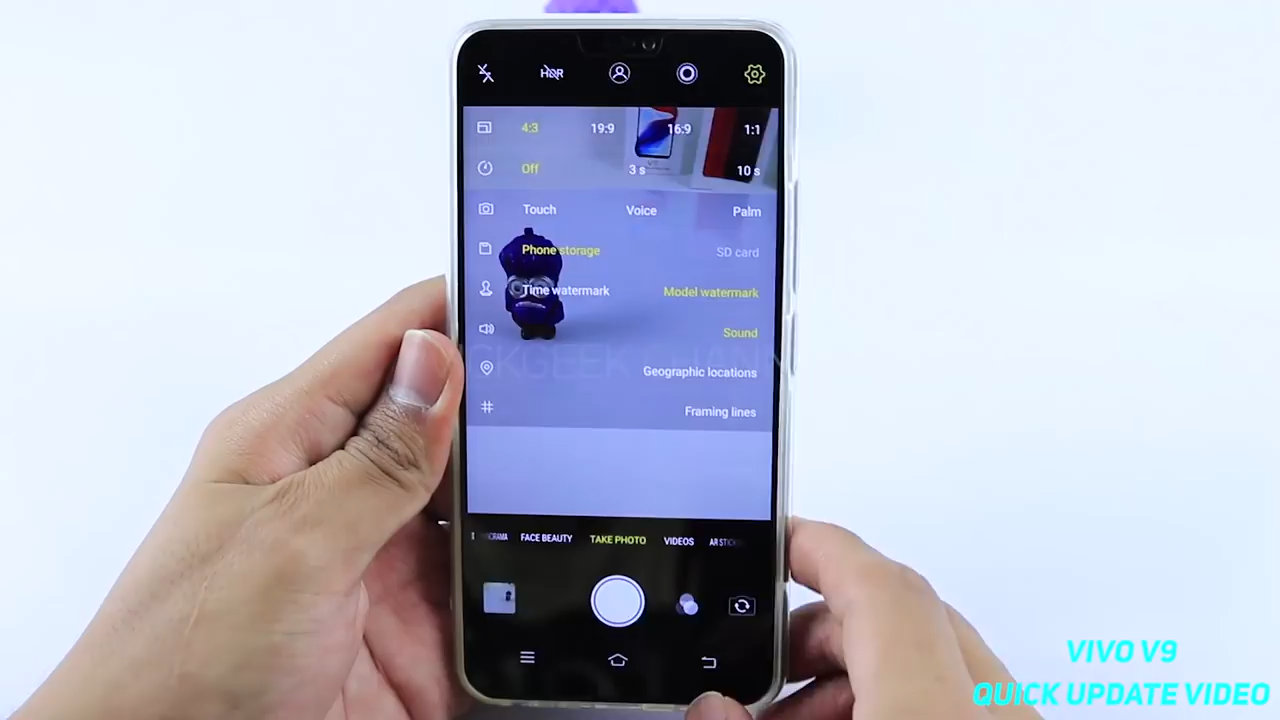 HDR
4:3 19:9 16:9 1:1
Off 3 s 10 s
Touch Voice Palm
Phone storage SD card
Time watermark Model watermark
Sound
Geographic locations
Framing lines
FACE BEAUTY TAKE PHOTO VIDEOS
VIVO V9
QUICK UPDATE VIDEO